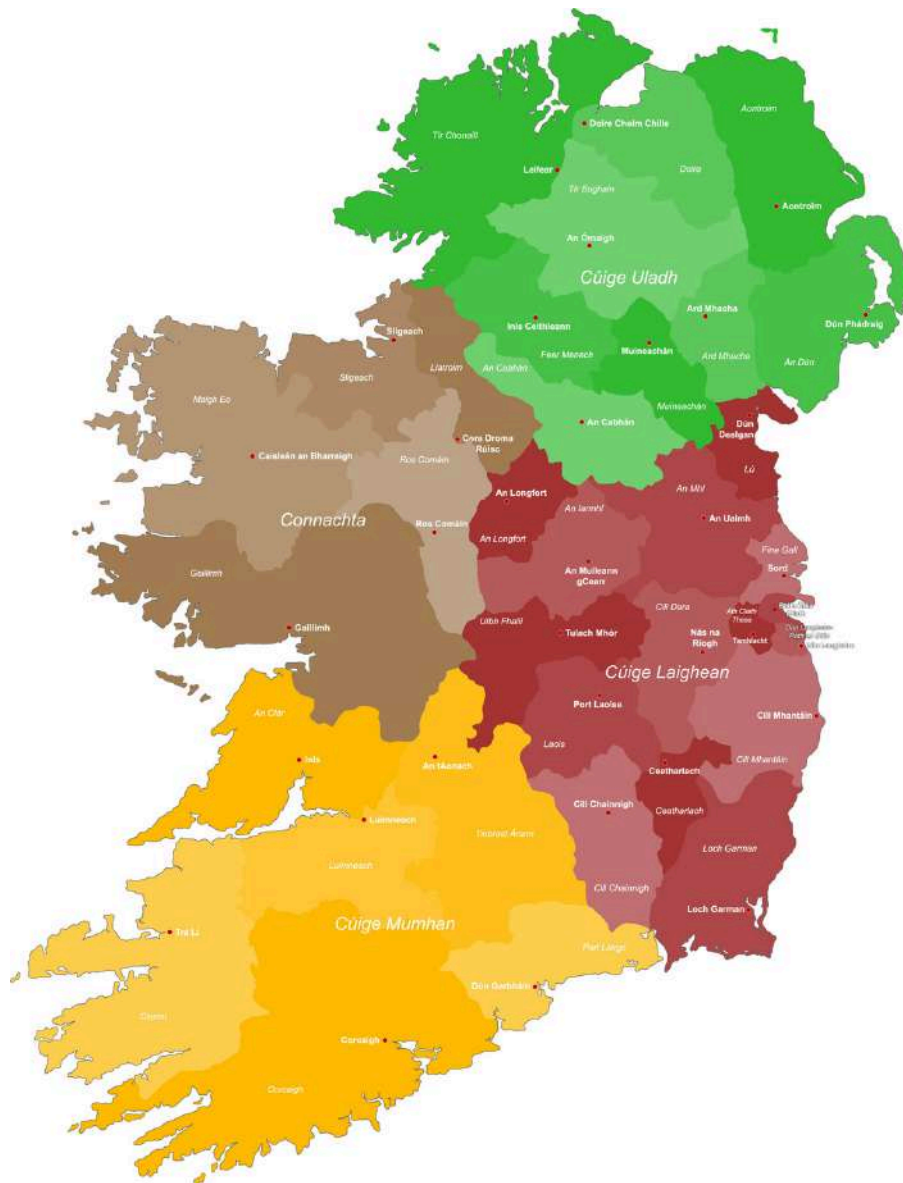 Tír Chonaill
Doire Cholm Chille
Aontroim
Leifear
Doire
Tír Eoghain
Aontroim
An Ómaigh
Cúige Uladh
Inis Ceithleann
Ard Mhacha
Dún Phádraig
Sligeach
Muineachán
Fear Manach
Ard Mhacha
An Dún
Liatroim
An Cabhán
Sligeach
Maigh Eo
Muineachán
An Cabhán
Dún
Dealgan
Cora Droma
Rúisc
Caisleán an Bharraigh
Ros Comáin
Lú
An Mhí
An Longfort
An Iarmhí
Connachta
An Uaimh
Ros Comáin
An Longfort
Fine Gall
Gaillimh
An Muileann
gCearr
Sord
Cill Dara
Uíbh Fhailí
Gaillimh
Tulach Mhór
Nás na
Ríogh
Tamhlacht
Cúige Laighean
Port Laoise
An Clár
Cill Mhantáin
Laois
Inis
An tAonach
Ceatharlach
Cill Mhantáin
Cill Chainnigh
Ceatharlach
Luimneach
Tiobraid Árann
Loch Garman
Luimneach
Cill Chainnigh
Loch Garman
Cúige Mumhan
Trá Lí
Port Láirge
Dún Garbháin
Ciarraí
Corcaigh
Corcaigh